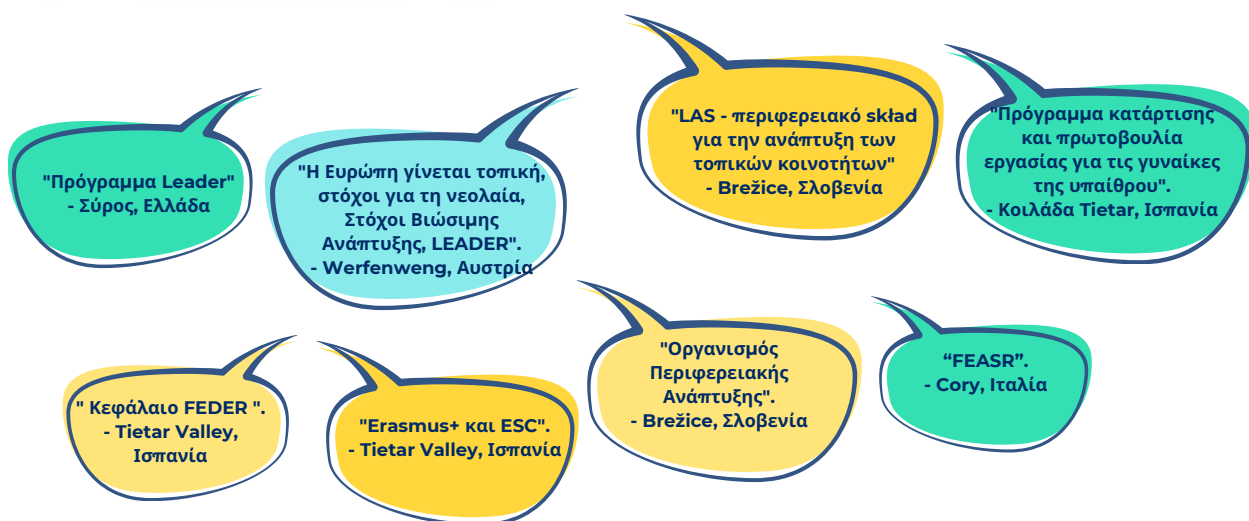 "Πρόγραμμα Leader"
- Σύρος, Ελλάδα
"Η Ευρώπη γίνεται τοπική,
στόχοι για τη νεολαία,
Στόχοι Βιώσιμης
Ανάπτυξης, LEADER".
- Werfenweng, Αυστρία
"LAS - περιφερειακό skład
για την ανάπτυξη των
τοπικών κοινοτήτων"
- Brežice, Σλοβενία
"Πρόγραμμα κατάρτισης
και πρωτοβουλία
εργασίας για τις γυναίκες
της υπαίθρου".
- Κοιλάδα Tietar, Ισπανία
" Κεφάλαιο FEDER ".
- Tietar Valley,
Ισπανία
"Erasmus+ και ESC".
- Tietar Valley, Ισπανία
"Οργανισμός
Περιφερειακής
Ανάπτυξης".
- Brežice, Σλοβενία
“FEASR”.
- Cory, Ιταλία